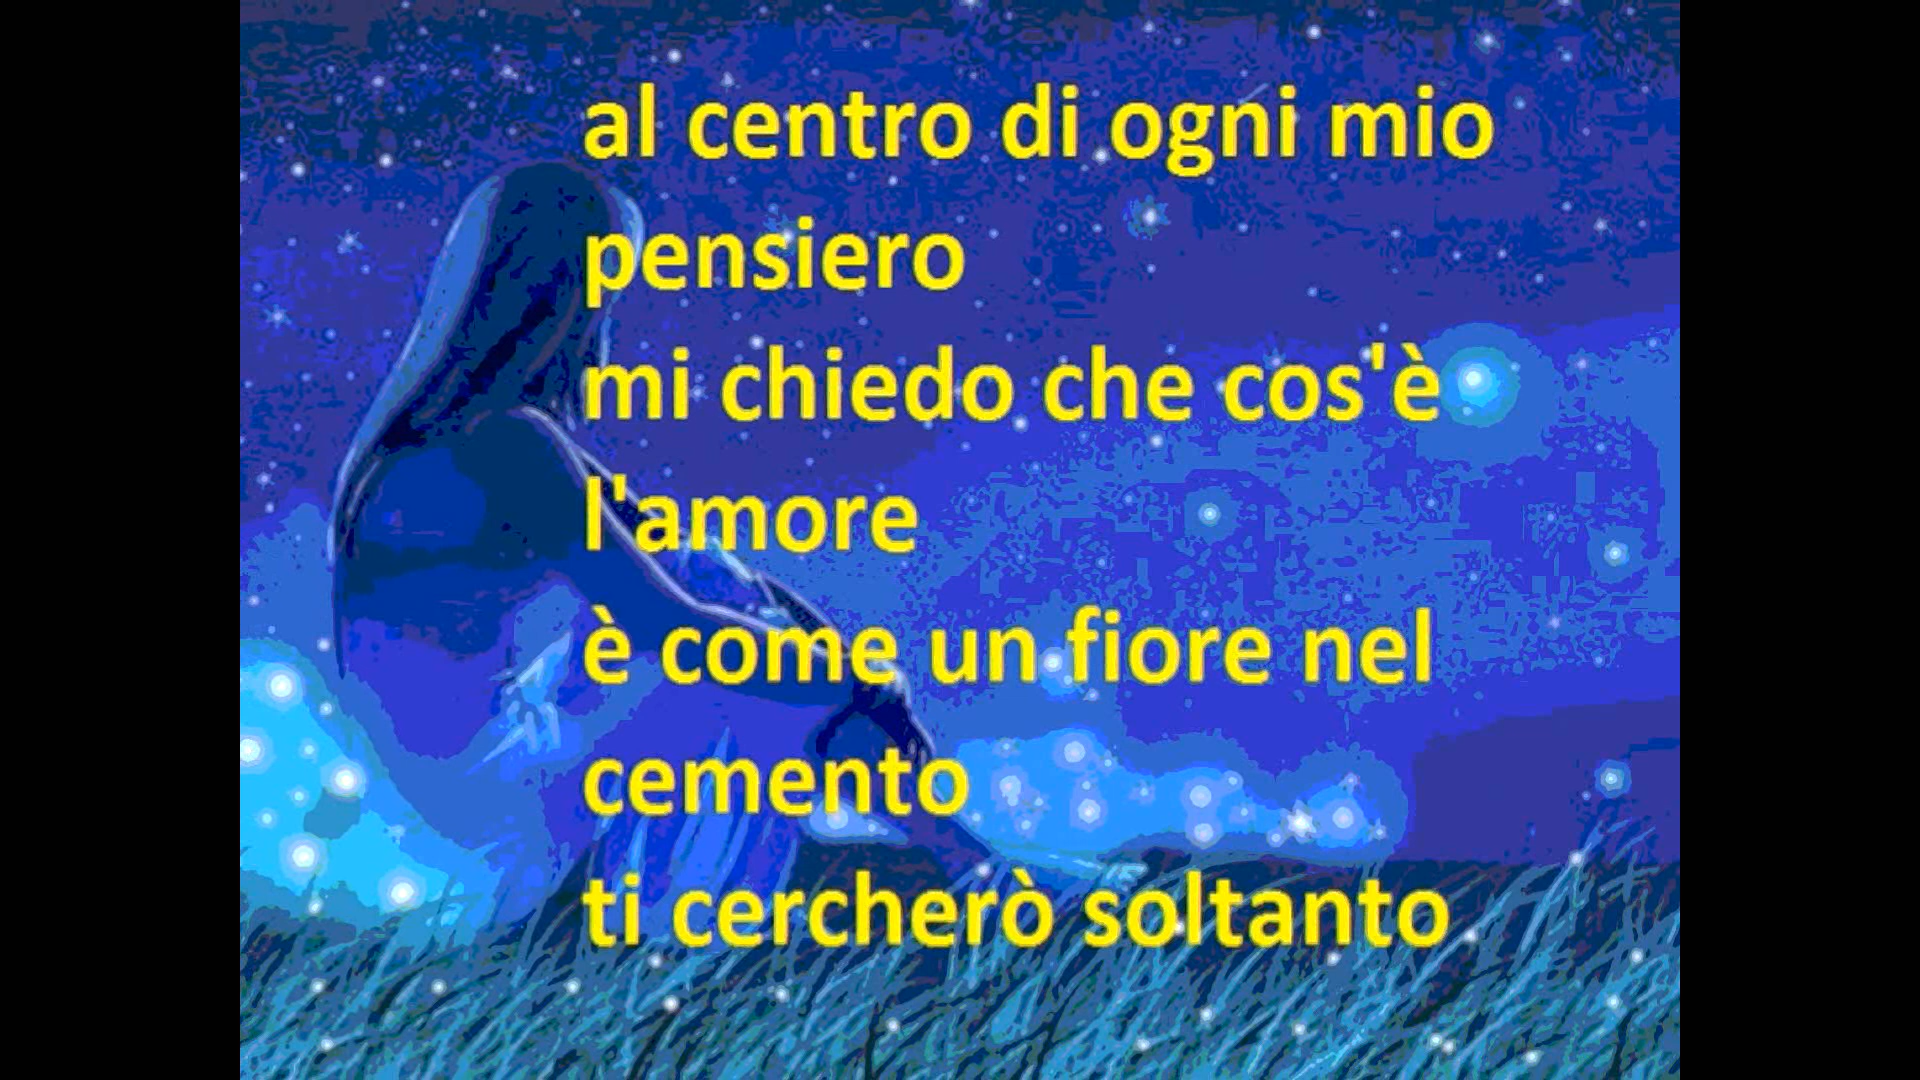 al centro di ogni mio
pensiero
mi chiedo che cos'è
l'amore
è come un fiore nel
cemento
ti cercherò soltanto